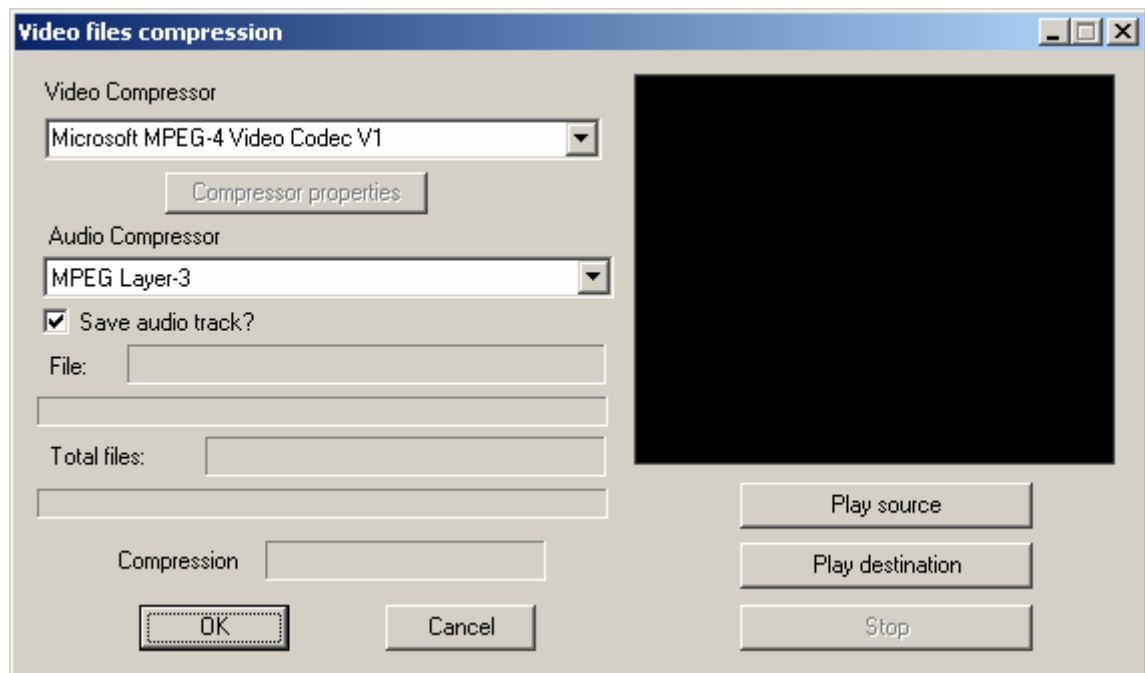 Video files compression
Video Compressor
Microsoft MPEG-4 Video Codec V1
Compressor properties
Audio Compressor
MPEG Layer-3
Save audio track?
File:
Total files:
Compression
OK
Cancel
Play source
Play destination
Stop